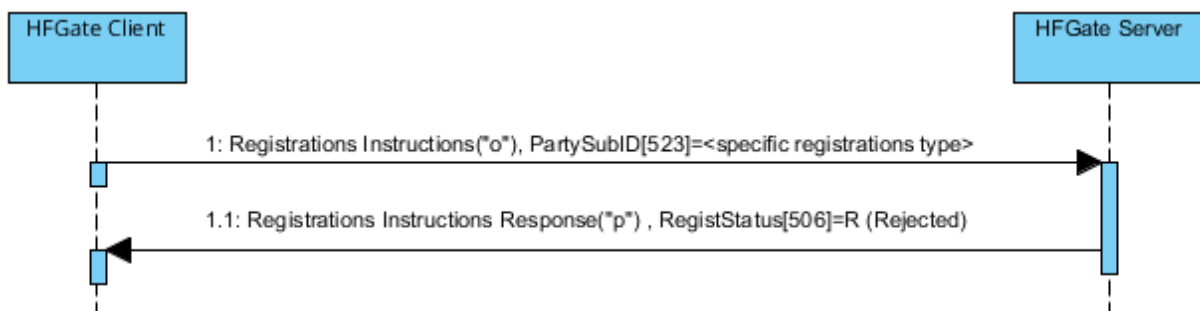 HFGate Client
HFGate Server
1: Registrations Instructions("o"), PartySubID[523]=<specific registrations type>
1.1: Registrations Instructions Response("p") , RegistStatus[506]=R (Rejected)